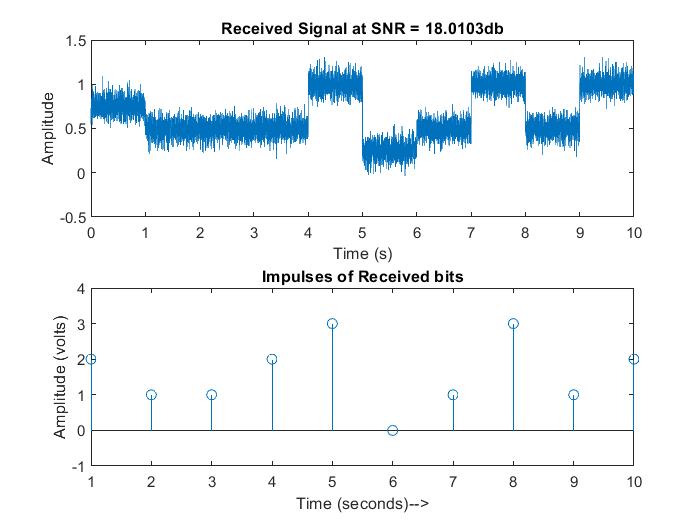 Received Signal at SNR = 18.0103db
1.5
1
0.5
0
-0.5
Amplitude
0 1 2 3 4 5 6 7 8 9 10
Time (s)
Impulses of Received bits
4
3
2
1
0
-1
Amplitude (volts)
1 2 3 4 5 6 7 8 9 10
Time (seconds)-->